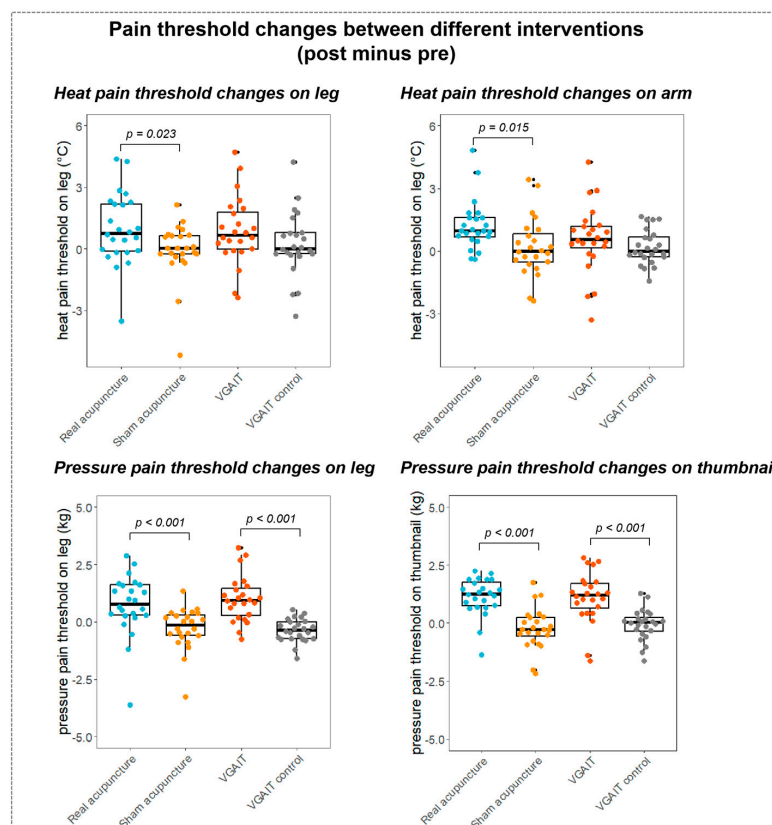 Pain threshold changes between different interventions
(post minus pre)
Heat pain threshold changes on leg
heat pain threshold on leg (°C)
6
3
0
-3
p = 0.023
Real acupuncture
Sham acupuncture
VGAIT
VGAIT control
Heat pain threshold changes on arm
heat pain threshold on leg (°C)
6
3
0
-3
p = 0.015
Real acupuncture
Sham acupuncture
VGAIT
VGAIT control
Pressure pain threshold changes on leg
pressure pain threshold on leg (kg)
5.0
2.5
0.0
-2.5
-5.0
p < 0.001
p < 0.001
Real acupuncture
Sham acupuncture
VGAIT
VGAIT control
Pressure pain threshold changes on thumbnail
pressure pain threshold on thumbnail (kg)
5.0
2.5
0.0
-2.5
-5.0
p < 0.001
p < 0.001
Real acupuncture
Sham acupuncture
VGAIT
VGAIT control